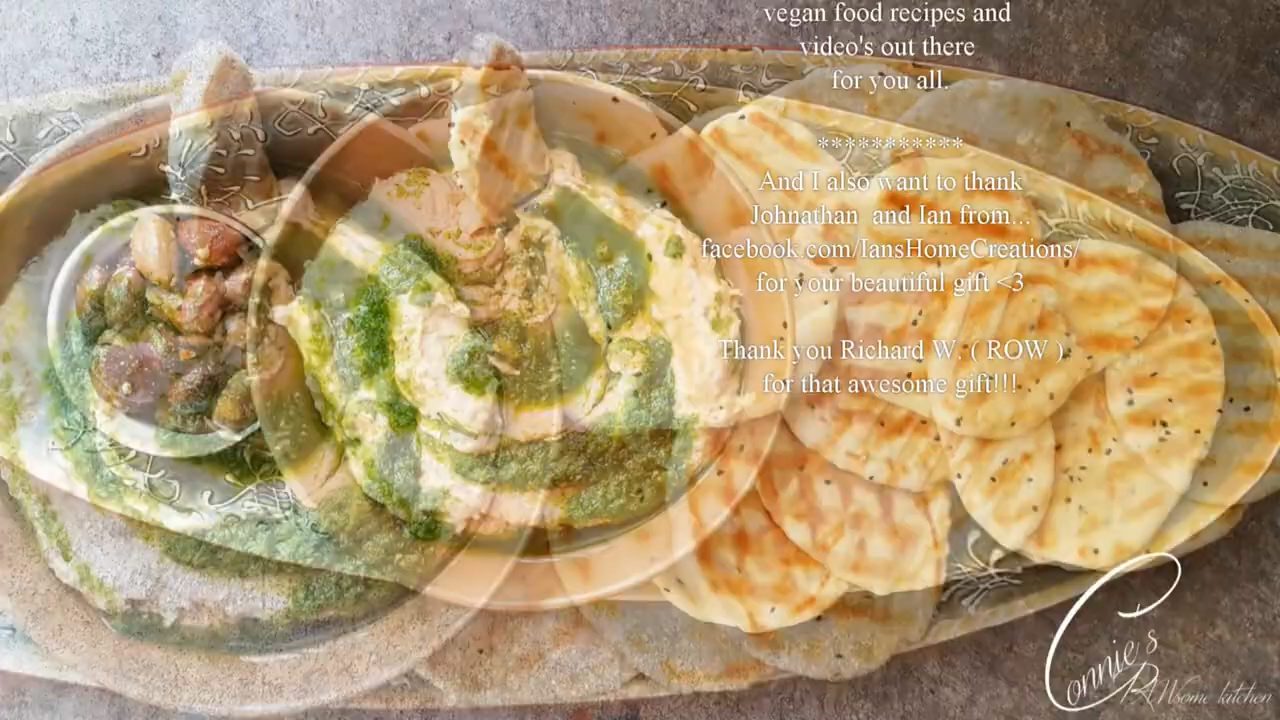 vegan food recipes and
video's out there
for you all.
***********
And I also want to thank
Johnathan and Ian from...
facebook.com/IansHomeCreations/
for your beautiful gift <3
Thank you Richard W. ( ROW )
for that awesome gift!!!
Connie's
RAWsome kitchen